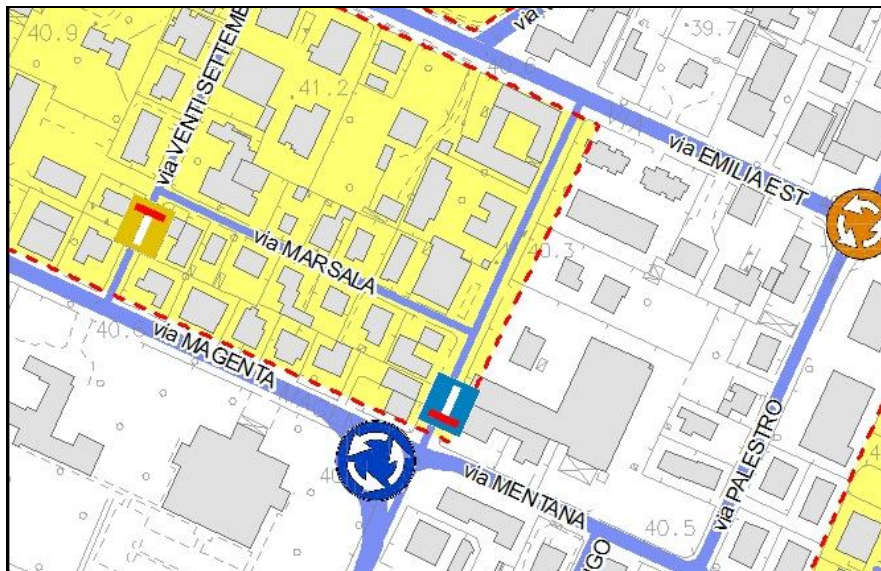 via VENTI SETTEMB
40.9
41.2
40.6
39.7
via EMILIA EST
via MARSALA
40.3
via MAGENTA
via MENTANA
via PALESTRO
40.5